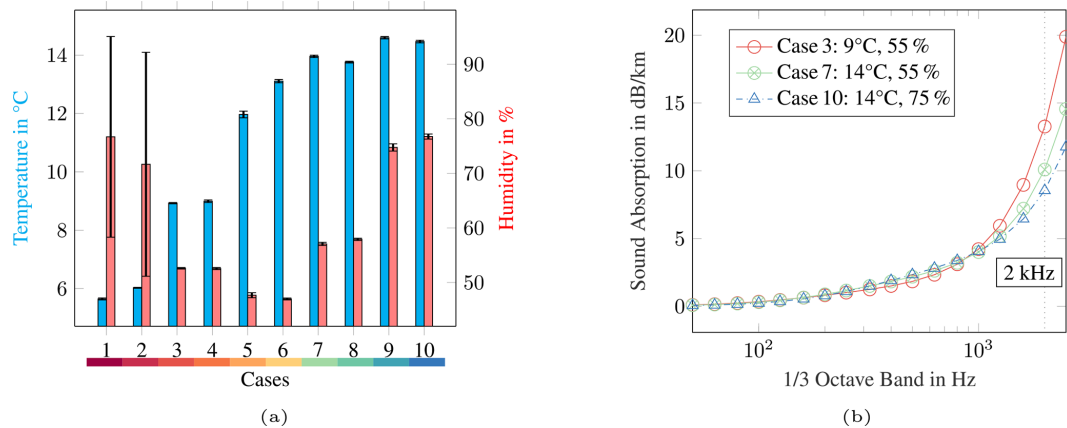 14
12
10
8
6
Temperature in °C
90
80
70
60
50
Humidity in %
1 2 3 4 5 6 7 8 9 10
Cases
(a)
20
15
10
5
0
Sound Absorption in dB/km
Case 3: 9°C, 55 %
Case 7: 14°C, 55 %
Case 10: 14°C, 75 %
2 kHz
10² 10³
1/3 Octave Band in Hz
(b)